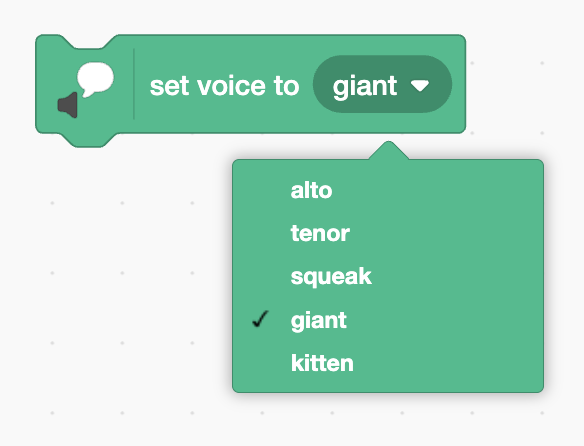 set voice to giant
alto
tenor
squeak
giant
kitten